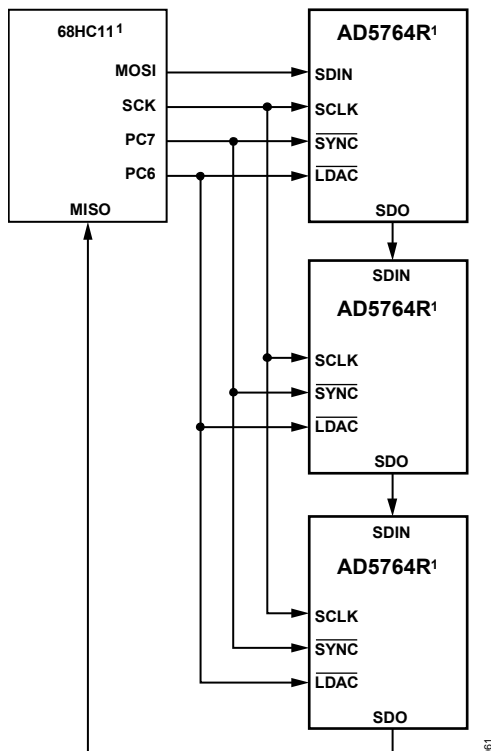 68HC11¹
MOSI
SCK
PC7
PC6
MISO
AD5764R¹
SDIN
SCLK
SYNC
LDAC
SDO
SDIN
AD5764R¹
SCLK
SYNC
LDAC
SDO
SDIN
AD5764R¹
SCLK
SYNC
LDAC
SDO